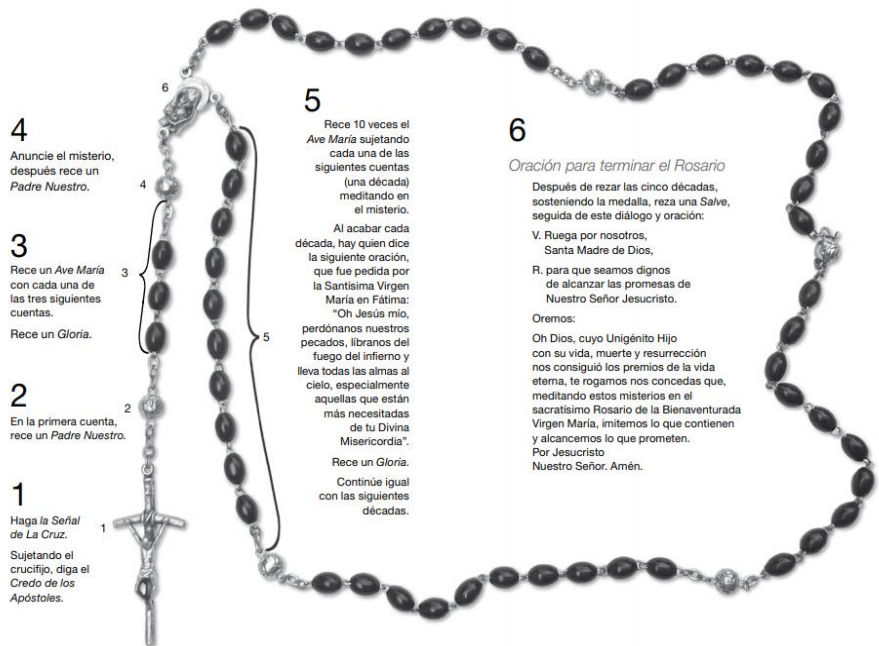 1
Haga la Señal
de La Cruz.
Sujetando el
crucifijo, diga el
Credo de los
Apóstoles.
2
En la primera cuenta,
rece un Padre Nuestro.
3
Rece un Ave María
con cada una de
las tres siguientes
cuentas.
Rece un Gloria.
4
Anuncie el misterio,
después rece un
Padre Nuestro.
5
Rece 10 veces el
Ave María sujetando
cada una de las
siguientes cuentas
(una década)
meditando en
el misterio.
Al acabar cada
década, hay quien dice
la siguiente oración,
que fue pedida por
la Santísima Virgen
María en Fátima:
“Oh Jesús mío,
perdónanos nuestros
pecados, líbranos del
fuego del infierno y
lleva todas las almas al
cielo, especialmente
aquellas que están
más necesitadas
de tu Divina
Misericordia”.
Rece un Gloria.
Continúe igual
con las siguientes
décadas.
6
Oración para terminar el Rosario
Después de rezar las cinco décadas,
sosteniendo la medalla, reza una Salve,
seguida de este diálogo y oración:
V. Ruega por nosotros,
Santa Madre de Dios,
R. para que seamos dignos
de alcanzar las promesas de
Nuestro Señor Jesucristo.
Oremos:
Oh Dios, cuyo Unigénito Hijo
con su vida, muerte y resurrección
nos consiguió los premios de la vida
eterna, te rogamos nos concedas que,
meditando estos misterios en el
sacratísimo Rosario de la Bienaventurada
Virgen María, imitemos lo que contienen
y alcancemos lo que prometen.
Por Jesucristo
Nuestro Señor. Amén.
1
2
3
4
5
6